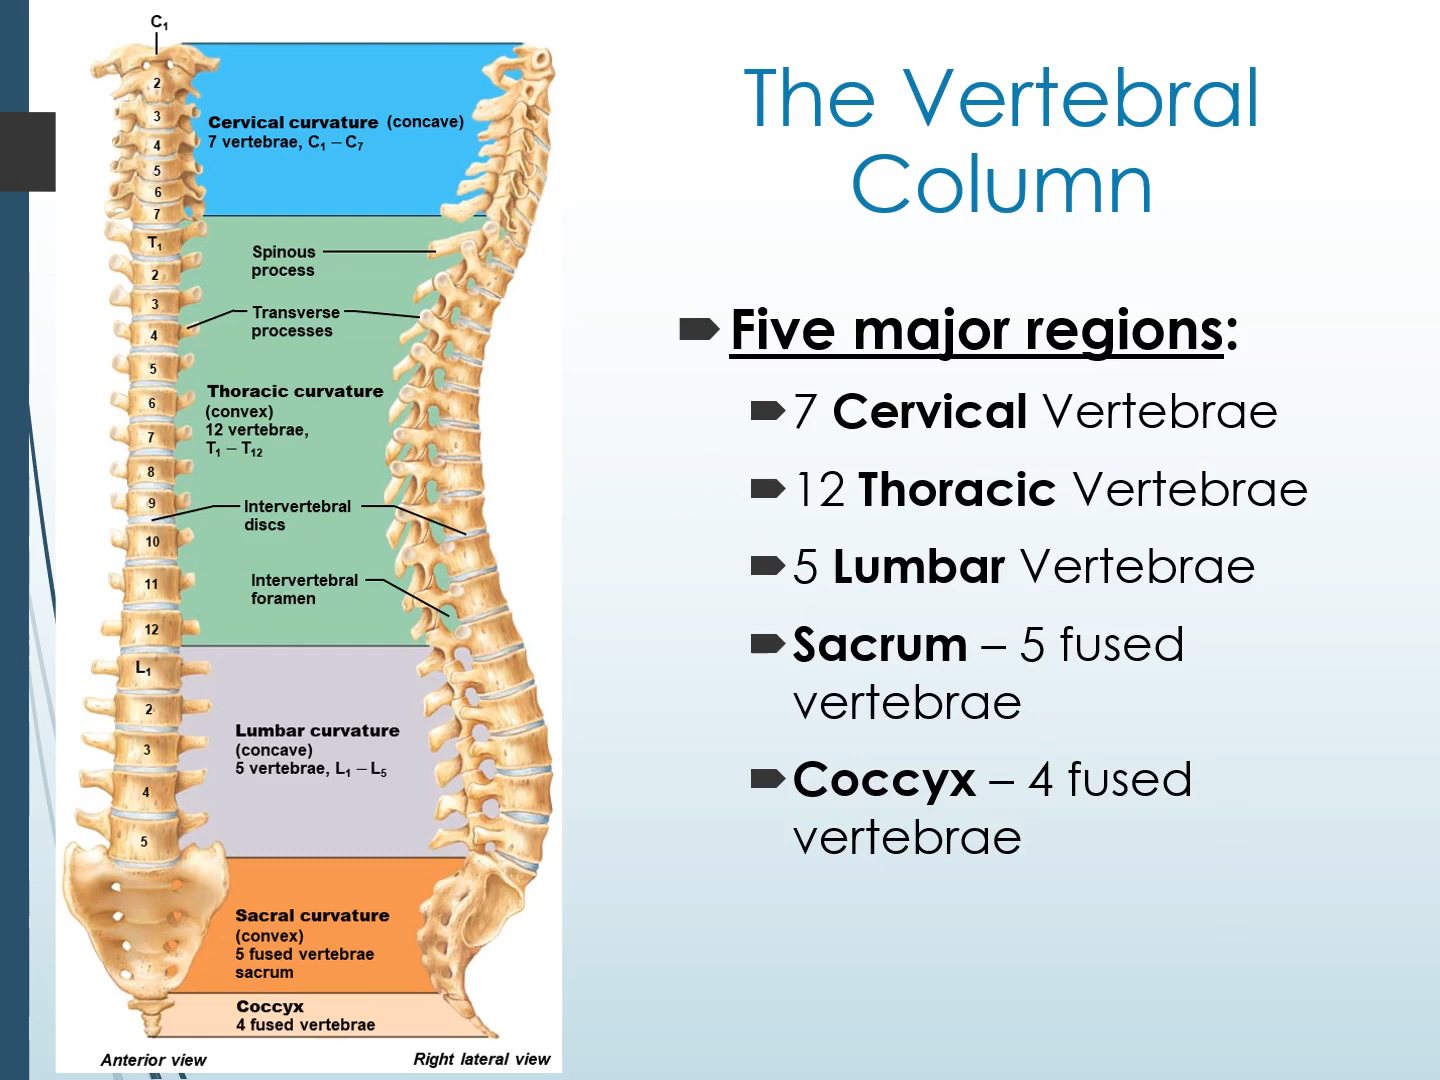 C₁
2
3
4
5
6
7
T₁
2
3
4
5
6
7
8
9
10
11
12
L₁
2
3
4
5
Cervical curvature (concave)
7 vertebrae, C₁ – C₇
Spinous
process
Transverse
processes
Thoracic curvature
(convex)
12 vertebrae,
T₁ – T₁₂
Intervertebral
discs
Intervertebral
foramen
Lumbar curvature
(concave)
5 vertebrae, L₁ – L₅
Sacral curvature
(convex)
5 fused vertebrae
sacrum
Coccyx
4 fused vertebrae
Anterior view
Right lateral view
The Vertebral
Column
Five major regions:
7 Cervical Vertebrae
12 Thoracic Vertebrae
5 Lumbar Vertebrae
Sacrum – 5 fused
vertebrae
Coccyx – 4 fused
vertebrae